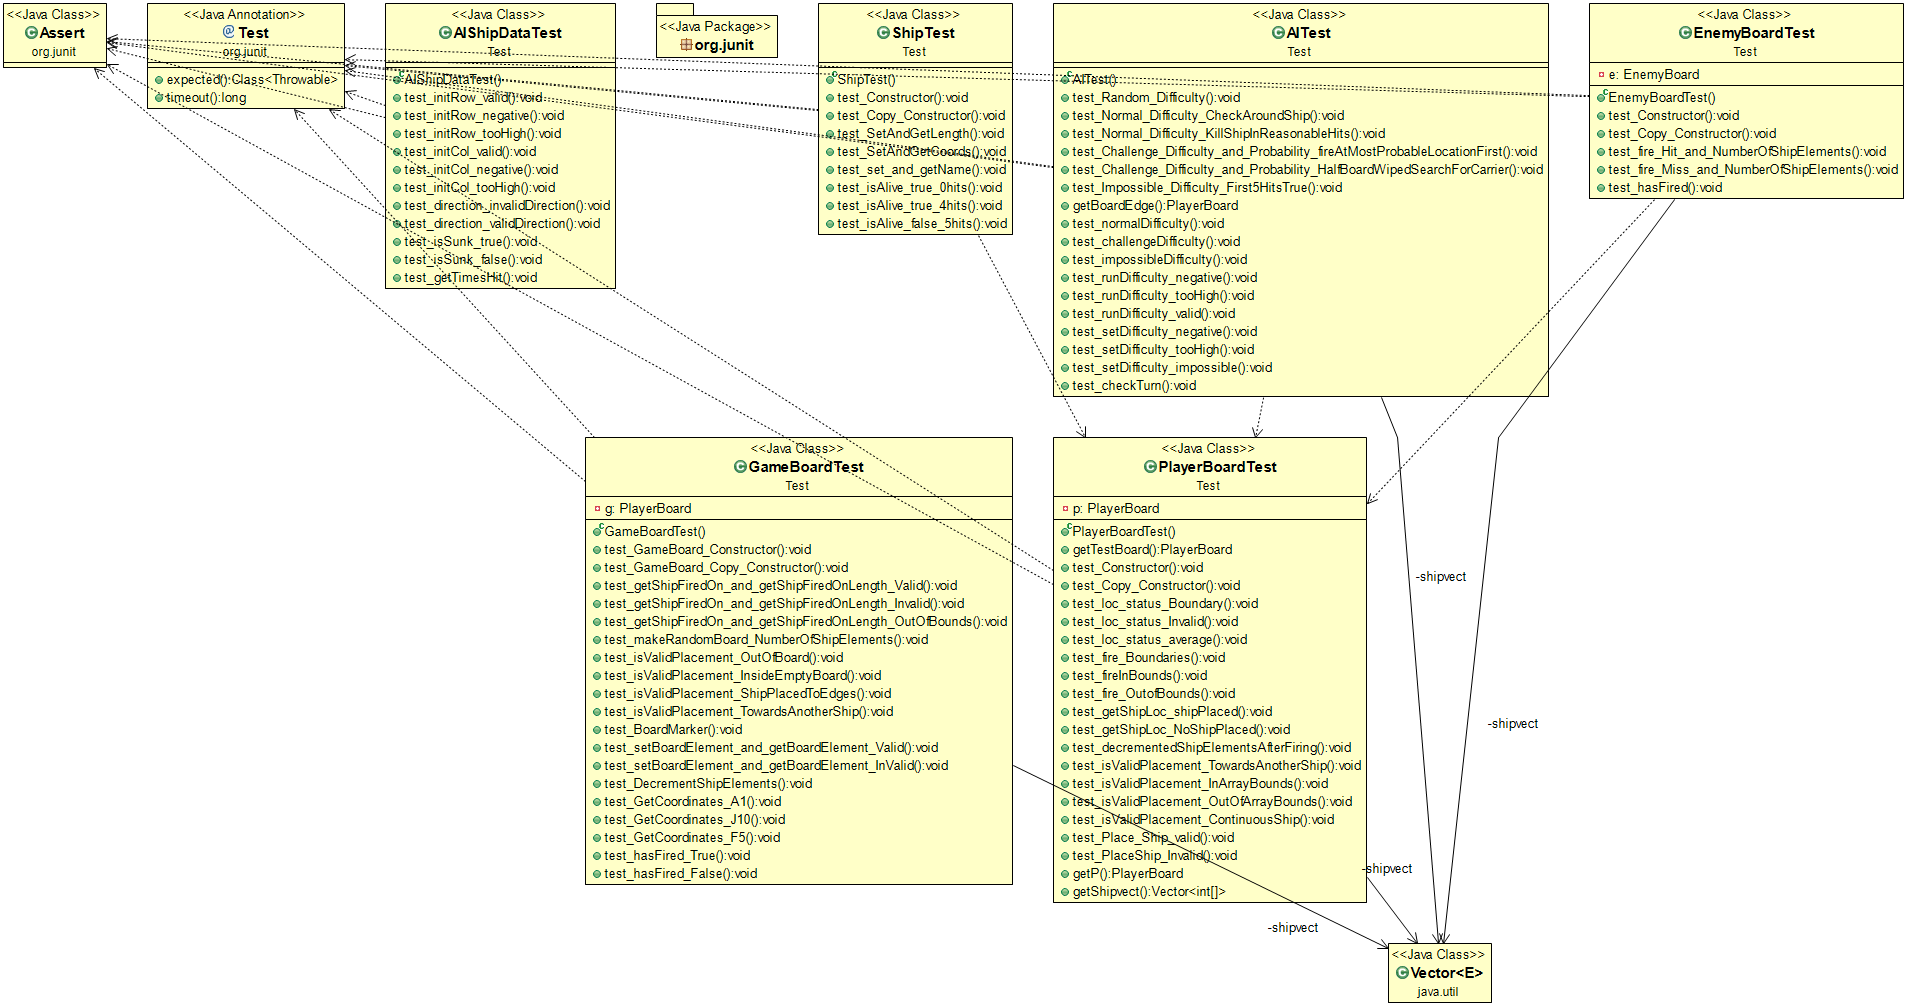 <<Java Class>>
Assert
org.junit
<<Java Annotation>>
Test
org.junit
expected():Class<Throwable>
timeout():long
<<Java Class>>
AIShipDataTest
Test
AIShipDataTest()
test_initRow_valid():void
test_initRow_negative():void
test_initRow_tooHigh():void
test_initCol_valid():void
test_initCol_negative():void
test_initCol_tooHigh():void
test_direction_invalidDirection():void
test_direction_validDirection():void
test_isSunk_true():void
test_isSunk_false():void
test_getTimesHit():void
<<Java Package>>
org.junit
<<Java Class>>
ShipTest
Test
ShipTest()
test_Constructor():void
test_Copy_Constructor():void
test_SetAndGetLength():void
test_SetAndGetCoords():void
test_set_and_getName():void
test_isAlive_true_0hits():void
test_isAlive_true_4hits():void
test_isAlive_false_5hits():void
<<Java Class>>
AITest
Test
AITest()
test_Random_Difficulty():void
test_Normal_Difficulty_CheckAroundShip():void
test_Normal_Difficulty_KillShipInReasonableHits():void
test_Challenge_Difficulty_and_Probability_fireAtMostProbableLocationFirst():void
test_Challenge_Difficulty_and_Probability_HalfBoardWipedSearchForCarrier():void
test_Impossible_Difficulty_First5HitsTrue():void
getBoardEdge():PlayerBoard
test_normalDifficulty():void
test_challengeDifficulty():void
test_impossibleDifficulty():void
test_runDifficulty_negative():void
test_runDifficulty_tooHigh():void
test_runDifficulty_valid():void
test_setDifficulty_negative():void
test_setDifficulty_tooHigh():void
test_setDifficulty_impossible():void
test_checkTurn():void
<<Java Class>>
EnemyBoardTest
Test
e: EnemyBoard
EnemyBoardTest()
test_Constructor():void
test_Copy_Constructor():void
test_fire_Hit_and_NumberOfShipElements():void
test_fire_Miss_and_NumberOfShipElements():void
test_hasFired():void
<<Java Class>>
GameBoardTest
Test
g: PlayerBoard
GameBoardTest()
test_GameBoard_Constructor():void
test_GameBoard_Copy_Constructor():void
test_getShipFiredOn_and_getShipFiredOnLength_Valid():void
test_getShipFiredOn_and_getShipFiredOnLength_Invalid():void
test_getShipFiredOn_and_getShipFiredOnLength_OutOfBounds():void
test_makeRandomBoard_NumberOfShipElements():void
test_isValidPlacement_OutOfBoard():void
test_isValidPlacement_InsideEmptyBoard():void
test_isValidPlacement_ShipPlacedToEdges():void
test_isValidPlacement_TowardsAnotherShip():void
test_BoardMarker():void
test_setBoardElement_and_getBoardElement_Valid():void
test_setBoardElement_and_getBoardElement_InValid():void
test_DecrementShipElements():void
test_GetCoordinates_A1():void
test_GetCoordinates_J10():void
test_GetCoordinates_F5():void
test_hasFired_True():void
test_hasFired_False():void
<<Java Class>>
PlayerBoardTest
Test
p: PlayerBoard
PlayerBoardTest()
getTestBoard():PlayerBoard
test_Constructor():void
test_Copy_Constructor():void
test_loc_status_Boundary():void
test_loc_status_Invalid():void
test_loc_status_average():void
test_fire_Boundaries():void
test_fireInBounds():void
test_fire_OutofBounds():void
test_getShipLoc_shipPlaced():void
test_getShipLoc_NoShipPlaced():void
test_decrementedShipElementsAfterFiring():void
test_isValidPlacement_TowardsAnotherShip():void
test_isValidPlacement_InArrayBounds():void
test_isValidPlacement_OutOfArrayBounds():void
test_isValidPlacement_ContinuousShip():void
test_Place_Ship_valid():void
test_PlaceShip_Invalid():void
getP():PlayerBoard
getShipvect():Vector<int[]>
-shipvect
-shipvect
-shipvect
-shipvect
<<Java Class>>
Vector<E>
java.util